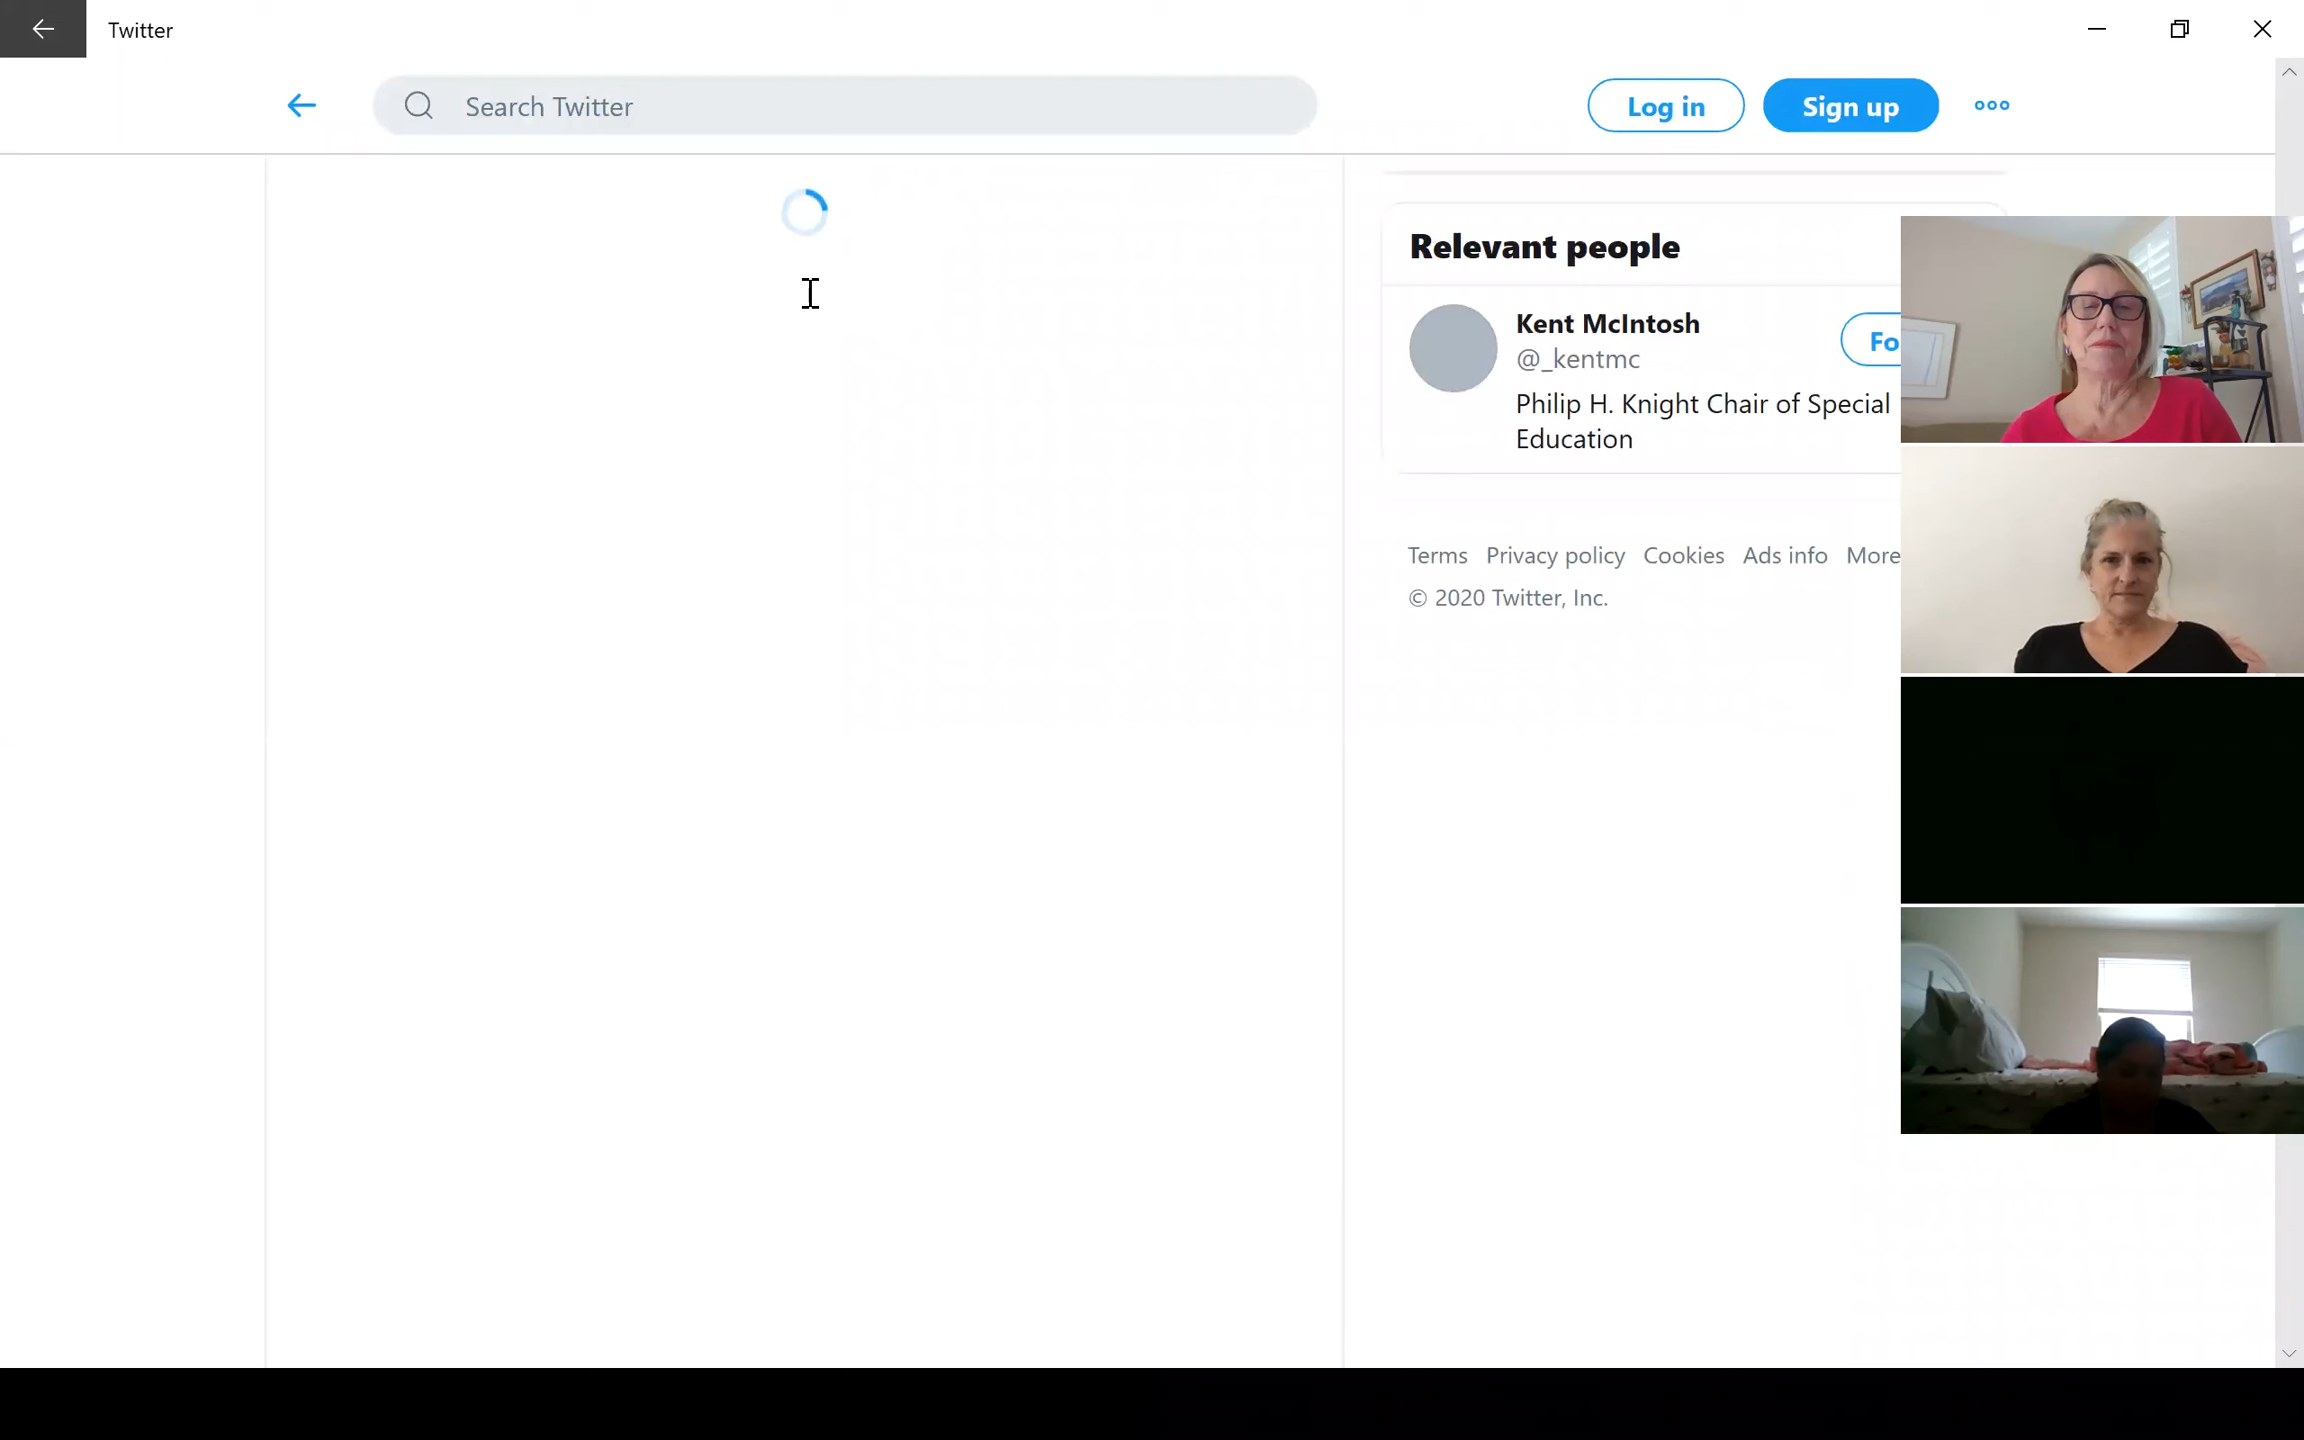 Twitter
Search Twitter
Log in
Sign up
Relevant people
Kent McIntosh
@_kentmc
Fo
Philip H. Knight Chair of Special
Education
Terms Privacy policy Cookies Ads info More
© 2020 Twitter, Inc.